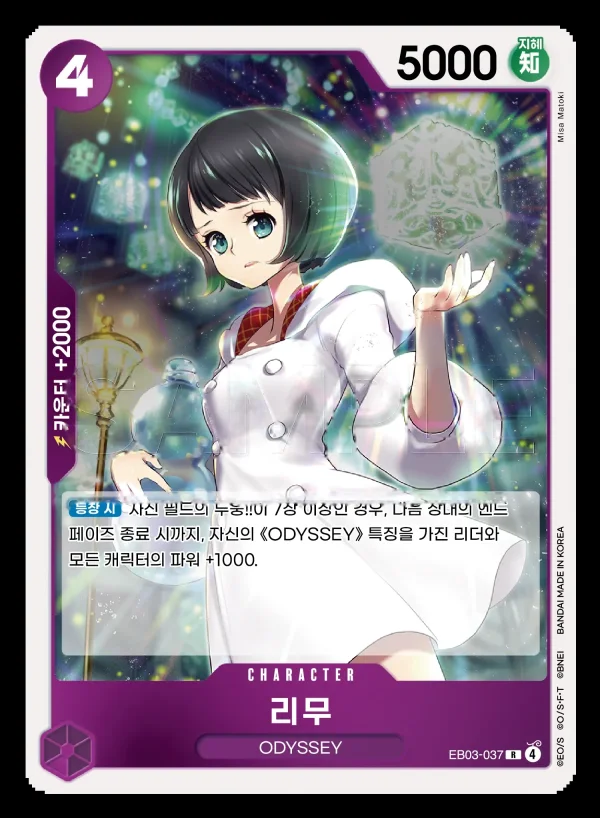 4
5000
지혜
知
Misa Matoki
⚡카운터 +2000
SAMPLE
등장 시 자신 필드의 두웅!!이 7장 이상인 경우, 다음 상대의 엔드
페이즈 종료 시까지, 자신의 《ODYSSEY》 특징을 가진 리더와
모든 캐릭터의 파워 +1000.
CHARACTER
리무
ODYSSEY
EB03-037 R 4
©E.O/S ©O/S·F·T ©BNEI BANDAI MADE IN KOREA